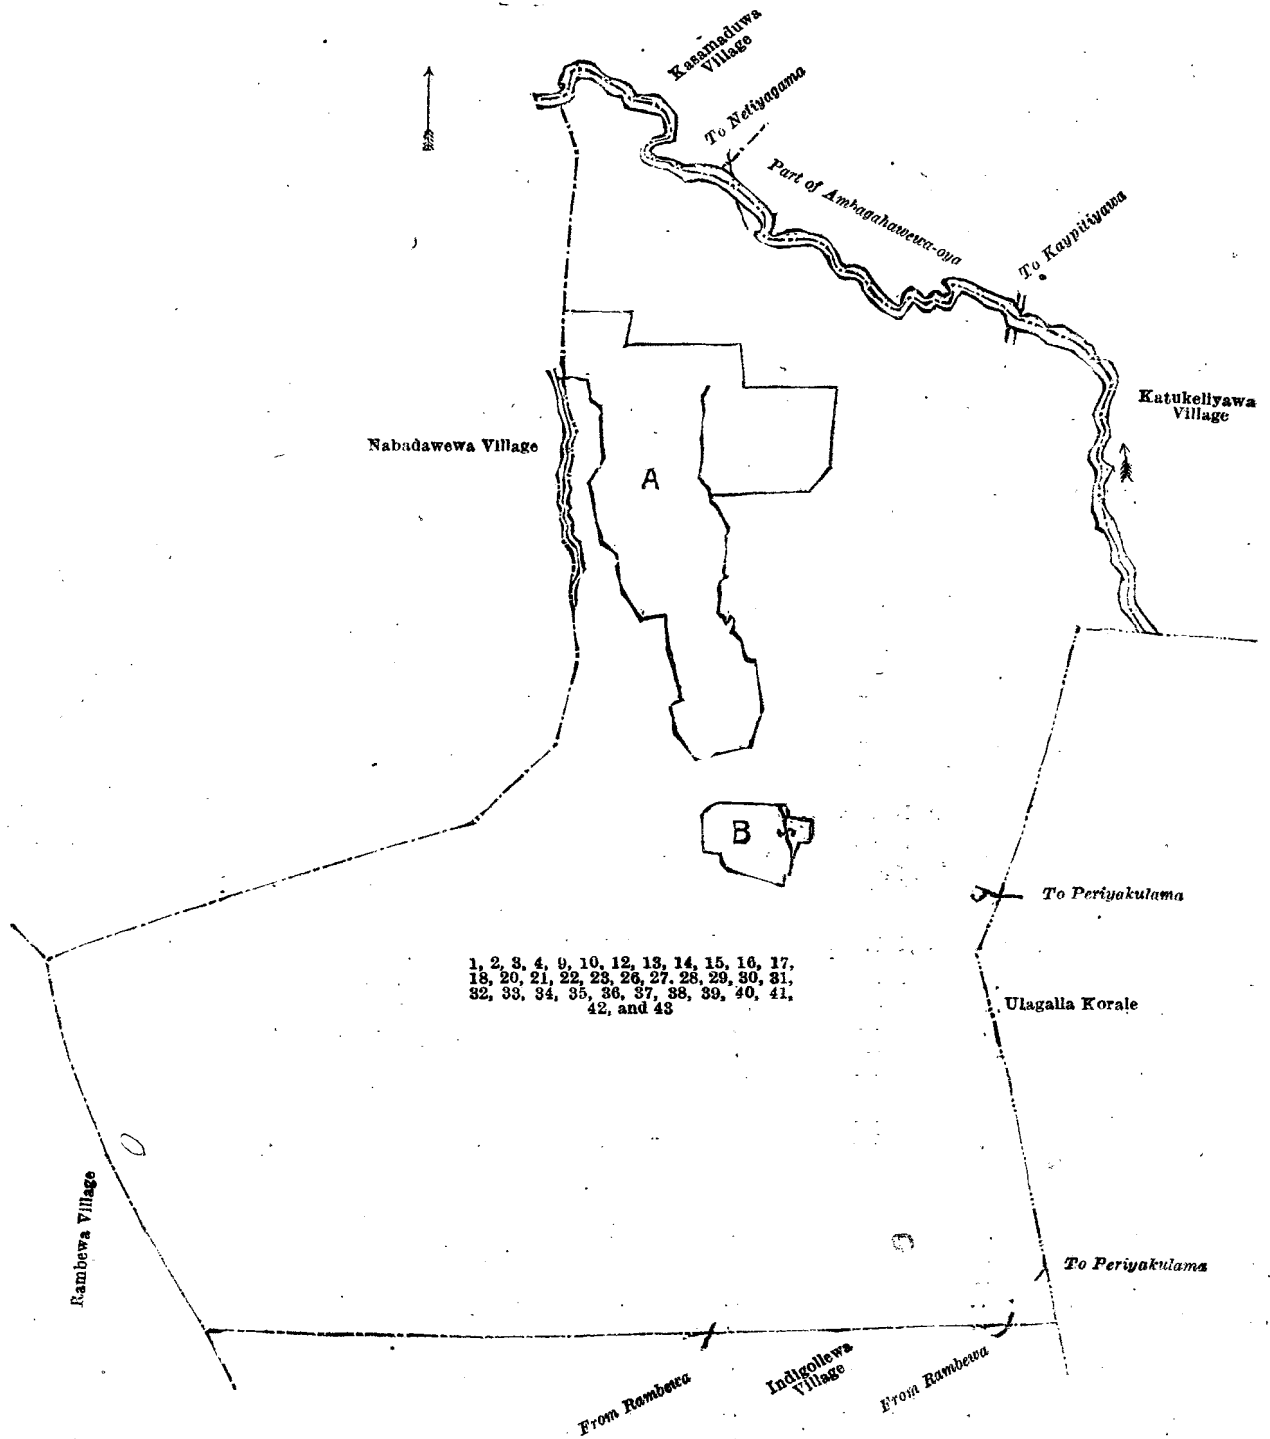 Kasamaduwa
Village
To Netiyagama
Part of Ambagahawewa-oya
To Kaypitiyawa
Katukeliyawa
Village
Nabadawewa Village
A
B
To Periyakulama
1, 2, 3, 4, 9, 10, 12, 13, 14, 15, 16, 17,
18, 20, 21, 22, 23, 26, 27, 28, 29, 30, 31,
32, 33, 34, 35, 36, 37, 38, 39, 40, 41,
42, and 43
Ulagalla Korale
Rambewa Village
To Periyakulama
From Rambewa
Indigollewa
Village
From Rambewa